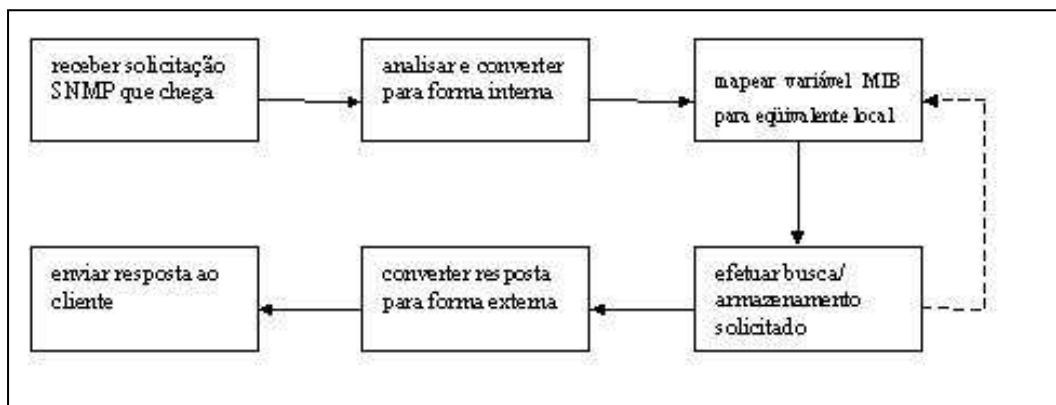 receber solicitação
SNMP que chega
analisar e converter
para forma interna
mapear variável MIB
para eqüivalente local
enviar resposta ao
cliente
converter resposta
para forma externa
efetuar busca/
armazenamento
solicitado